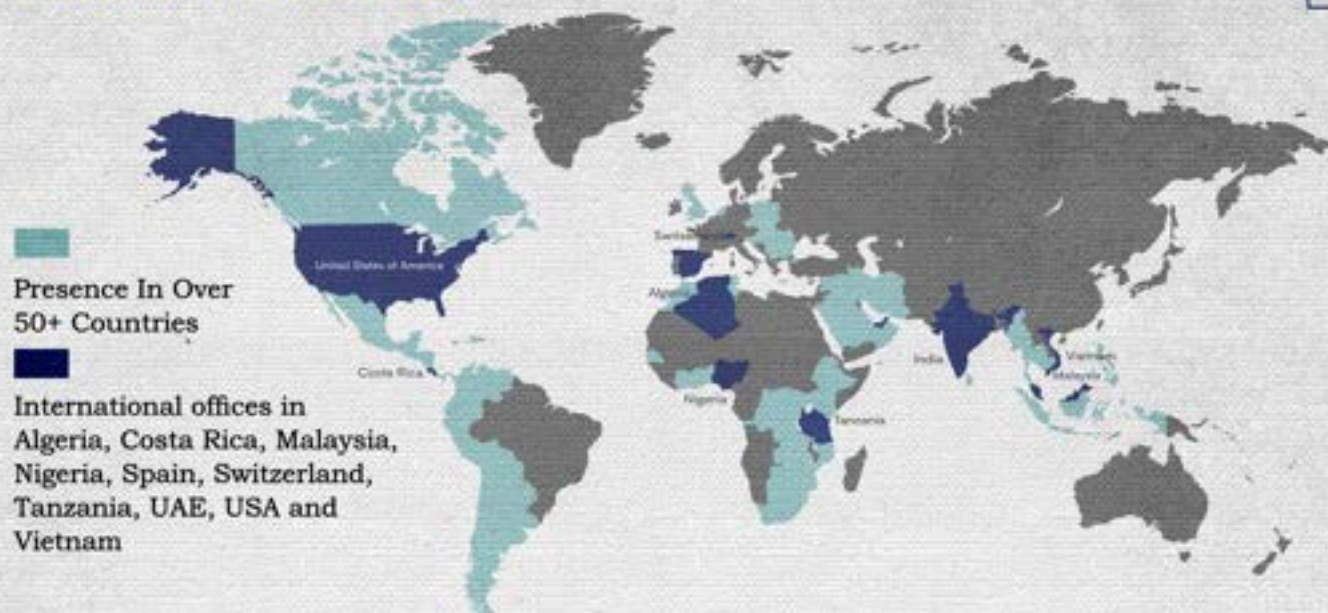 Presence In Over
50+ Countries
International offices in
Algeria, Costa Rica, Malaysia,
Nigeria, Spain, Switzerland,
Tanzania, UAE, USA and
Vietnam
United States of America
Costa Rica
Nigeria
Tanzania
India
Vietnam
Malaysia